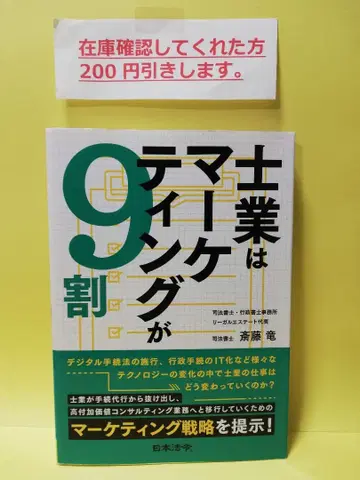 在庫確認してくれた方
200円引きします。
士業は
マーケ
ティングが
9割
司法書士・行政書士事務所
リーガルエステート代表
司法書士 斎藤 竜
デジタル手続法の施行、行政手続のIT化など様々な
テクノロジーの変化の中で士業の仕事は
どう変わっていくのか?
士業が手続代行から抜け出し、
高付加価値コンサルティング業務へと移行していくための
マーケティング戦略を提示!
日本法令